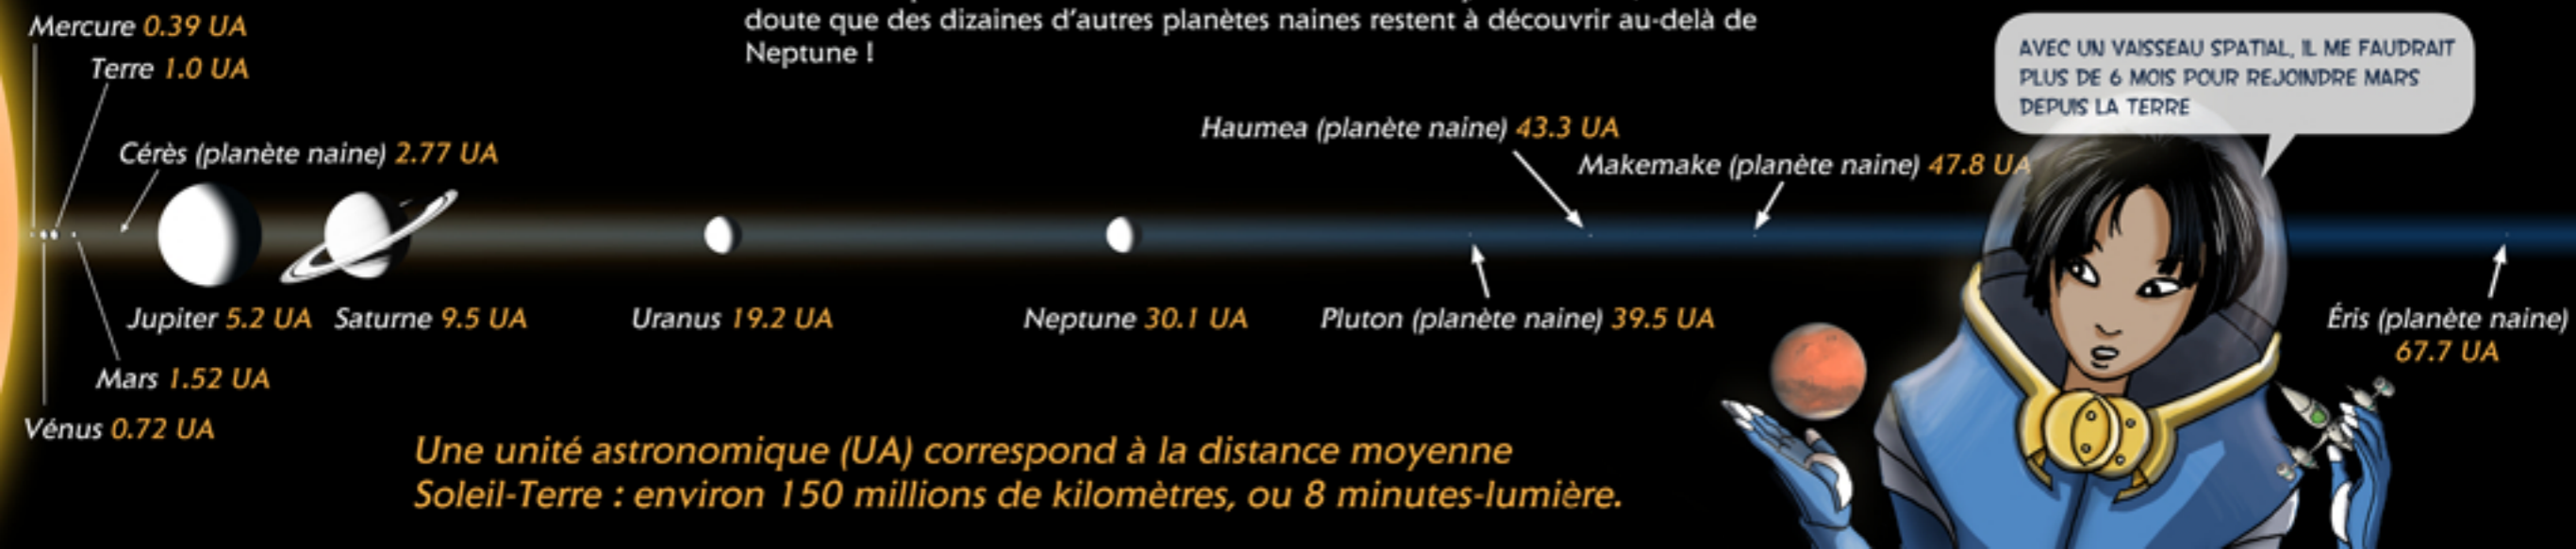 doute que des dizaines d'autres planètes naines restent à découvrir au-delà de
Neptune !
Mercure 0.39 UA
Terre 1.0 UA
Cérès (planète naine) 2.77 UA
Haumea (planète naine) 43.3 UA
Makemake (planète naine) 47.8 UA
AVEC UN VAISSEAU SPATIAL, IL ME FAUDRAIT
PLUS DE 6 MOIS POUR REJOINDRE MARS
DEPUIS LA TERRE
Jupiter 5.2 UA
Saturne 9.5 UA
Uranus 19.2 UA
Neptune 30.1 UA
Pluton (planète naine) 39.5 UA
Éris (planète naine)
67.7 UA
Mars 1.52 UA
Vénus 0.72 UA
Une unité astronomique (UA) correspond à la distance moyenne
Soleil-Terre : environ 150 millions de kilomètres, ou 8 minutes-lumière.